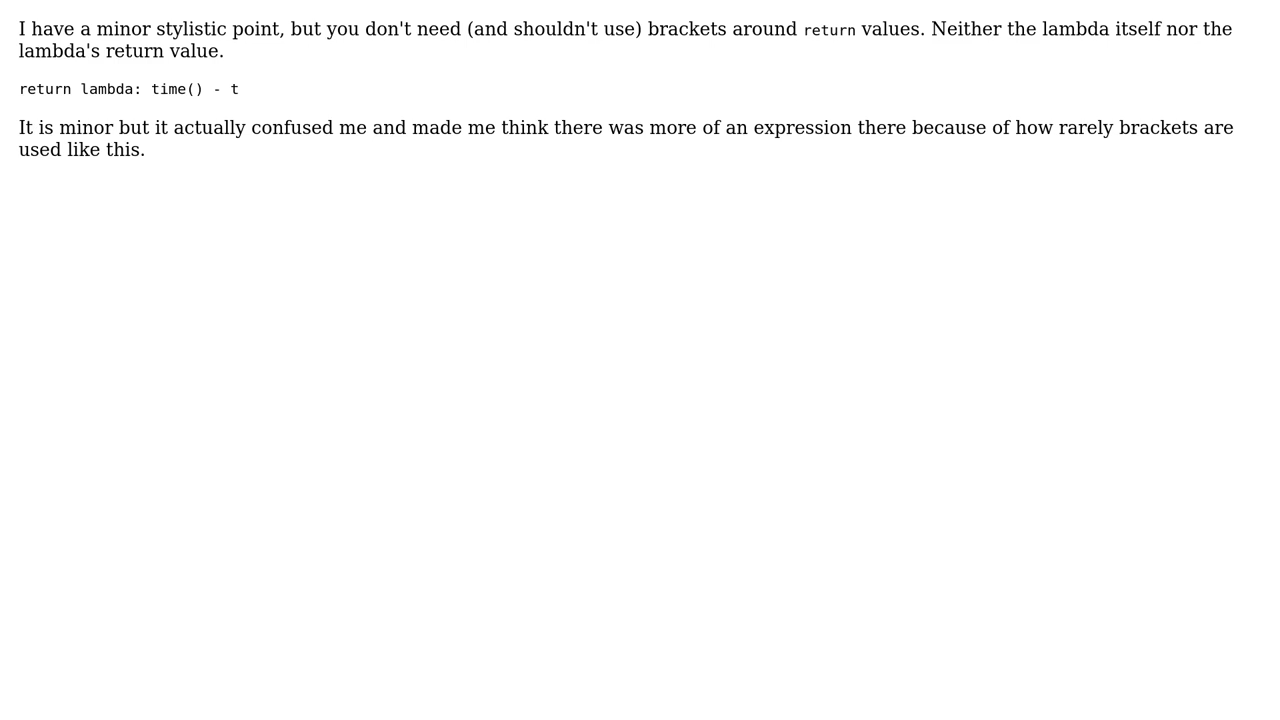 I have a minor stylistic point, but you don't need (and shouldn't use) brackets around return values. Neither the lambda itself nor the
lambda's return value.
return lambda: time() - t
It is minor but it actually confused me and made me think there was more of an expression there because of how rarely brackets are
used like this.